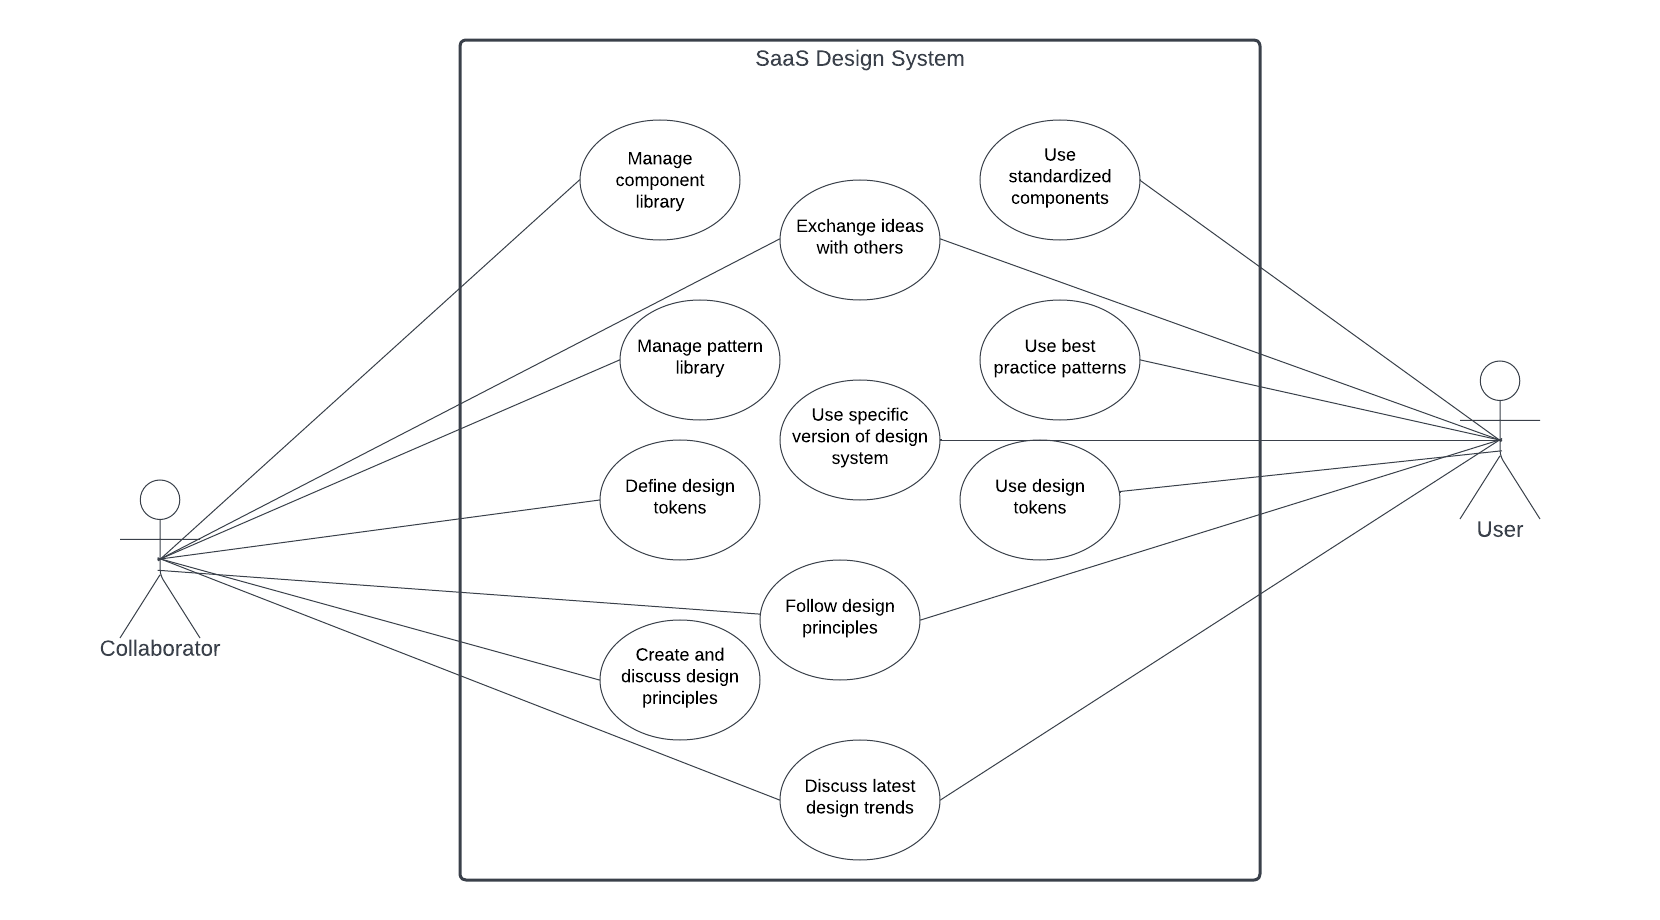 SaaS Design System
Manage
component
library
Use
standardized
components
Exchange ideas
with others
Manage pattern
library
Use best
practice patterns
Use specific
version of design
system
Define design
tokens
Use design
tokens
User
Follow design
principles
Collaborator
Create and
discuss design
principles
Discuss latest
design trends